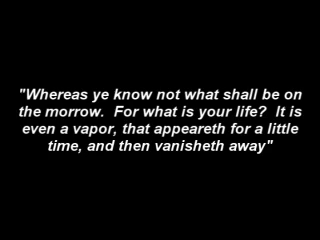 "Whereas ye know not what shall be on
the morrow.  For what is your life?  It is
even a vapor, that appeareth for a little
time, and then vanisheth away"